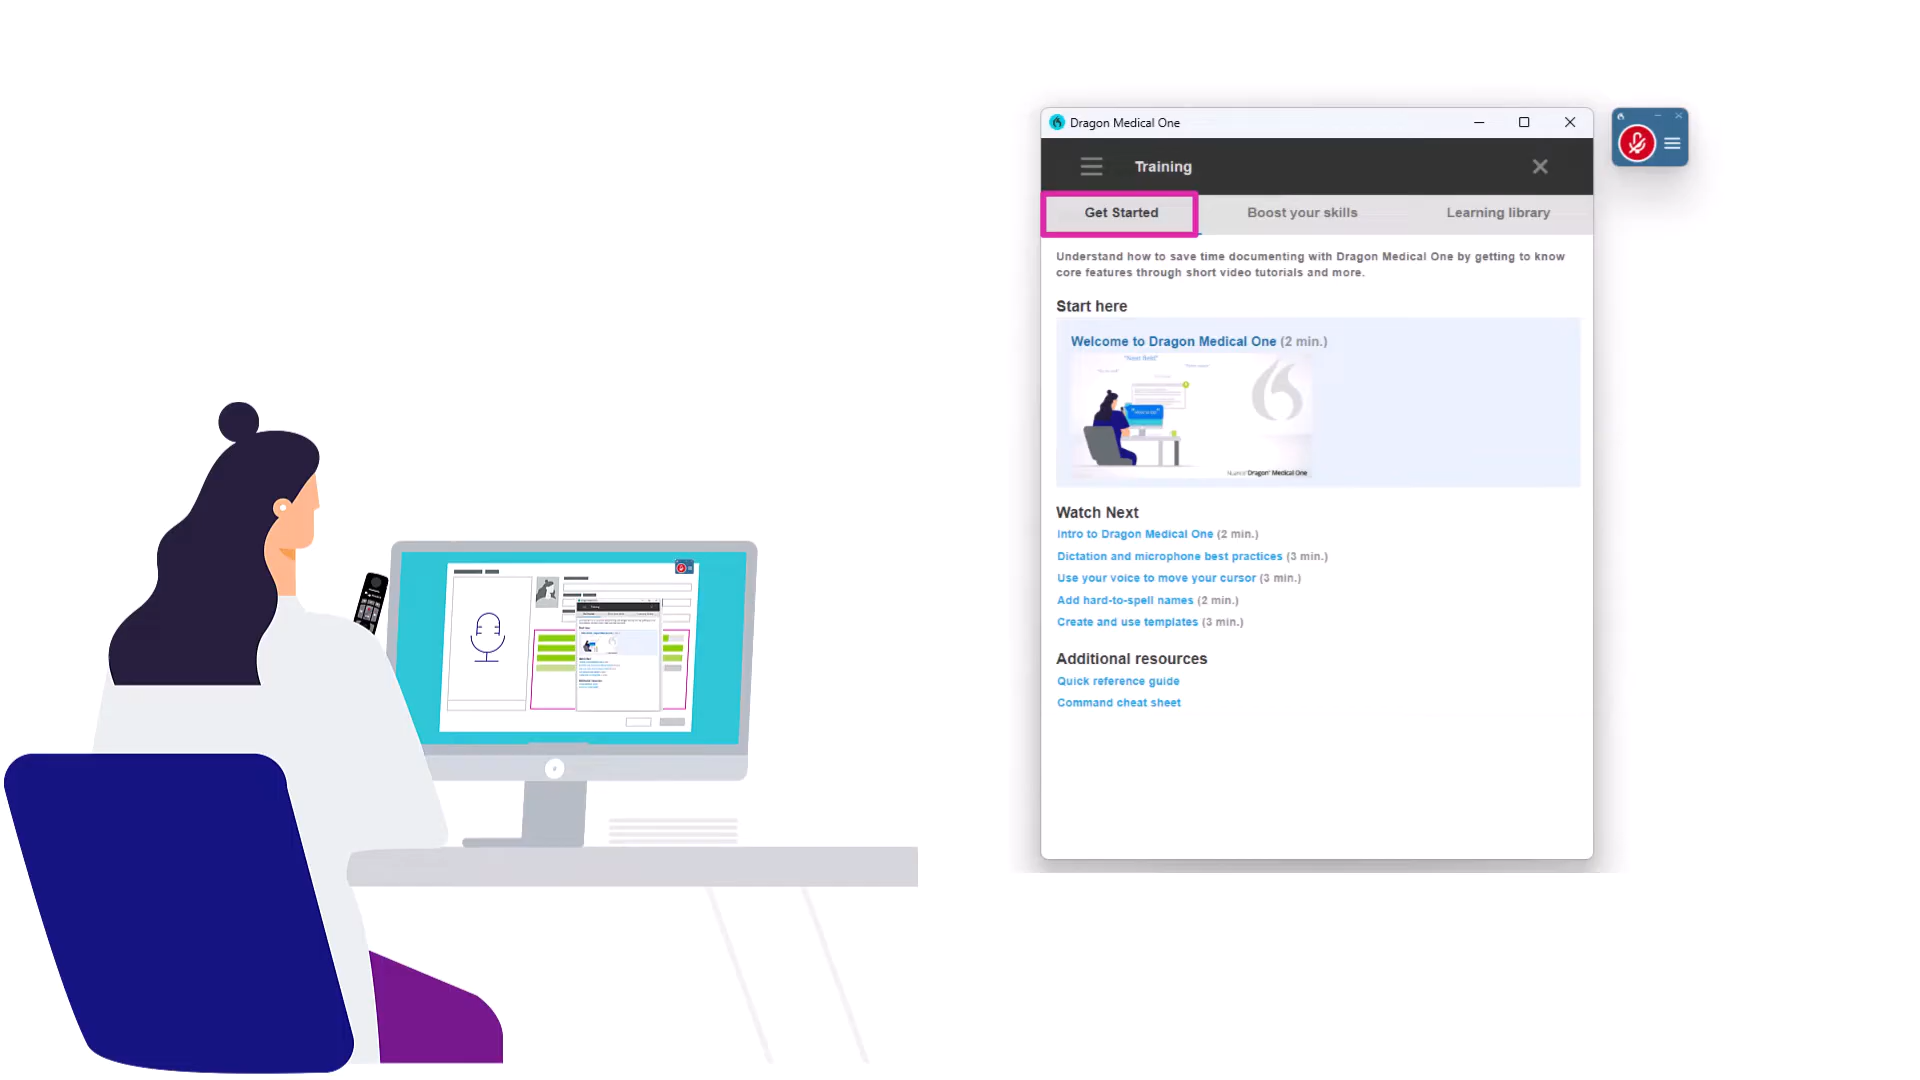 Dragon Medical One
Training
Get Started
Boost your skills
Learning library
Understand how to save time documenting with Dragon Medical One by getting to know
core features through short video tutorials and more.
Start here
Welcome to Dragon Medical One (2 min.)
Nuance Dragon Medical One
Watch Next
Intro to Dragon Medical One (2 min.)
Dictation and microphone best practices (3 min.)
Use your voice to move your cursor (3 min.)
Add hard-to-spell names (2 min.)
Create and use templates (3 min.)
Additional resources
Quick reference guide
Command cheat sheet